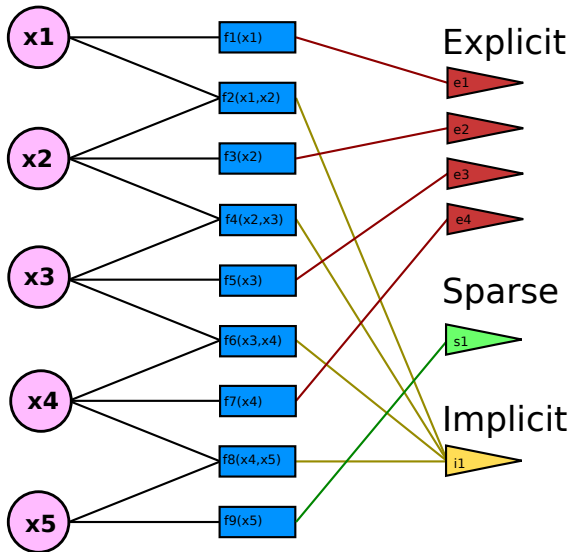 x1
x2
x3
x4
x5
f1(x1)
f2(x1,x2)
f3(x2)
f4(x2,x3)
f5(x3)
f6(x3,x4)
f7(x4)
f8(x4,x5)
f9(x5)
Explicit
e1
e2
e3
e4
Sparse
s1
Implicit
i1